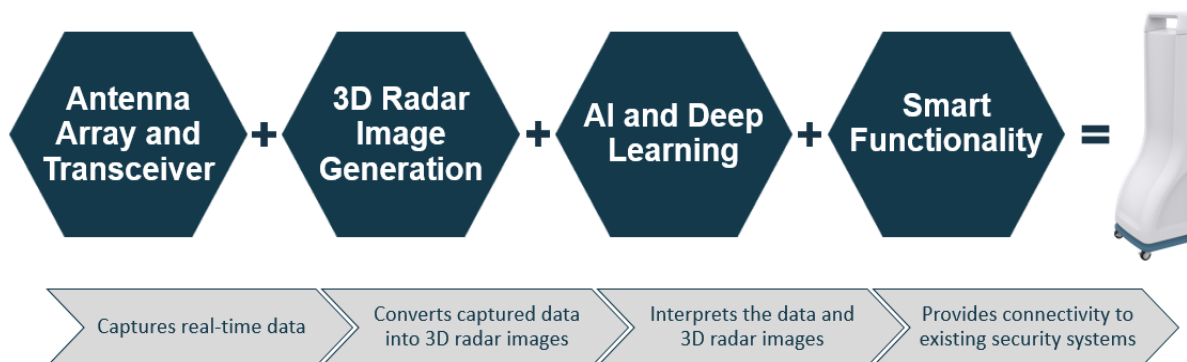 Antenna
Array and
Transceiver
+
3D Radar
Image
Generation
+
AI and Deep
Learning
+
Smart
Functionality
=
Captures real-time data
Converts captured data
into 3D radar images
Interprets the data and
3D radar images
Provides connectivity to
existing security systems